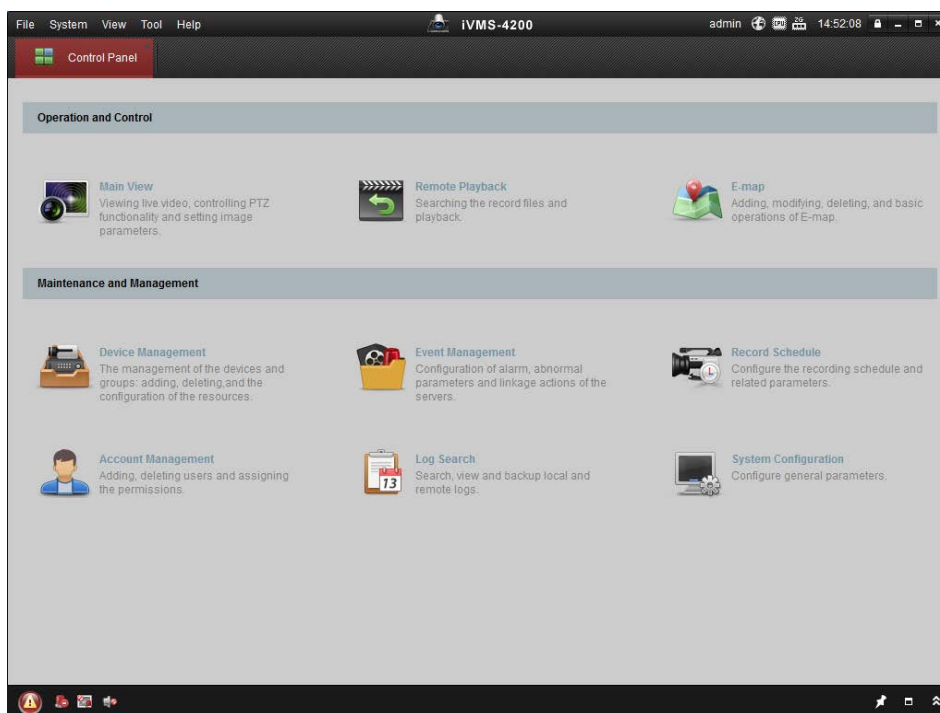 File System View Tool Help iVMS-4200 admin CPU 2G 14:52:08
Control Panel
Operation and Control
Main View
Viewing live video, controlling PTZ
functionality and setting image
parameters.
Remote Playback
Searching the record files and
playback.
E-map
Adding, modifying, deleting, and basic
operations of E-map.
Maintenance and Management
Device Management
The management of the devices and
groups: adding, deleting,and the
configuration of the resources.
Event Management
Configuration of alarm, abnormal
parameters and linkage actions of the
servers.
Record Schedule
Configure the recording schedule and
related parameters.
Account Management
Adding, deleting users and assigning
the permissions.
13
Log Search
Search, view and backup local and
remote logs.
System Configuration
Configure general parameters.